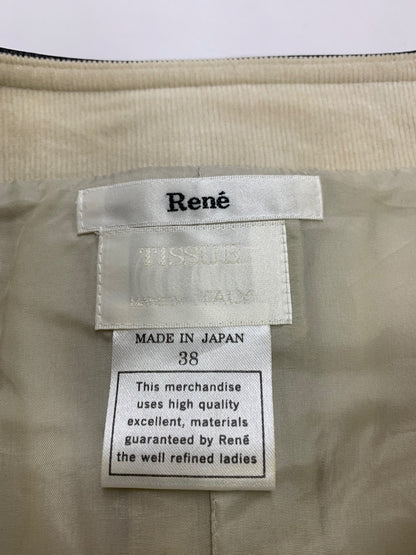 René
TISSUE
MADE IN ITALY
MADE IN JAPAN
38
This merchandise
uses high quality
excellent, materials
guaranteed by René
the well refined ladies